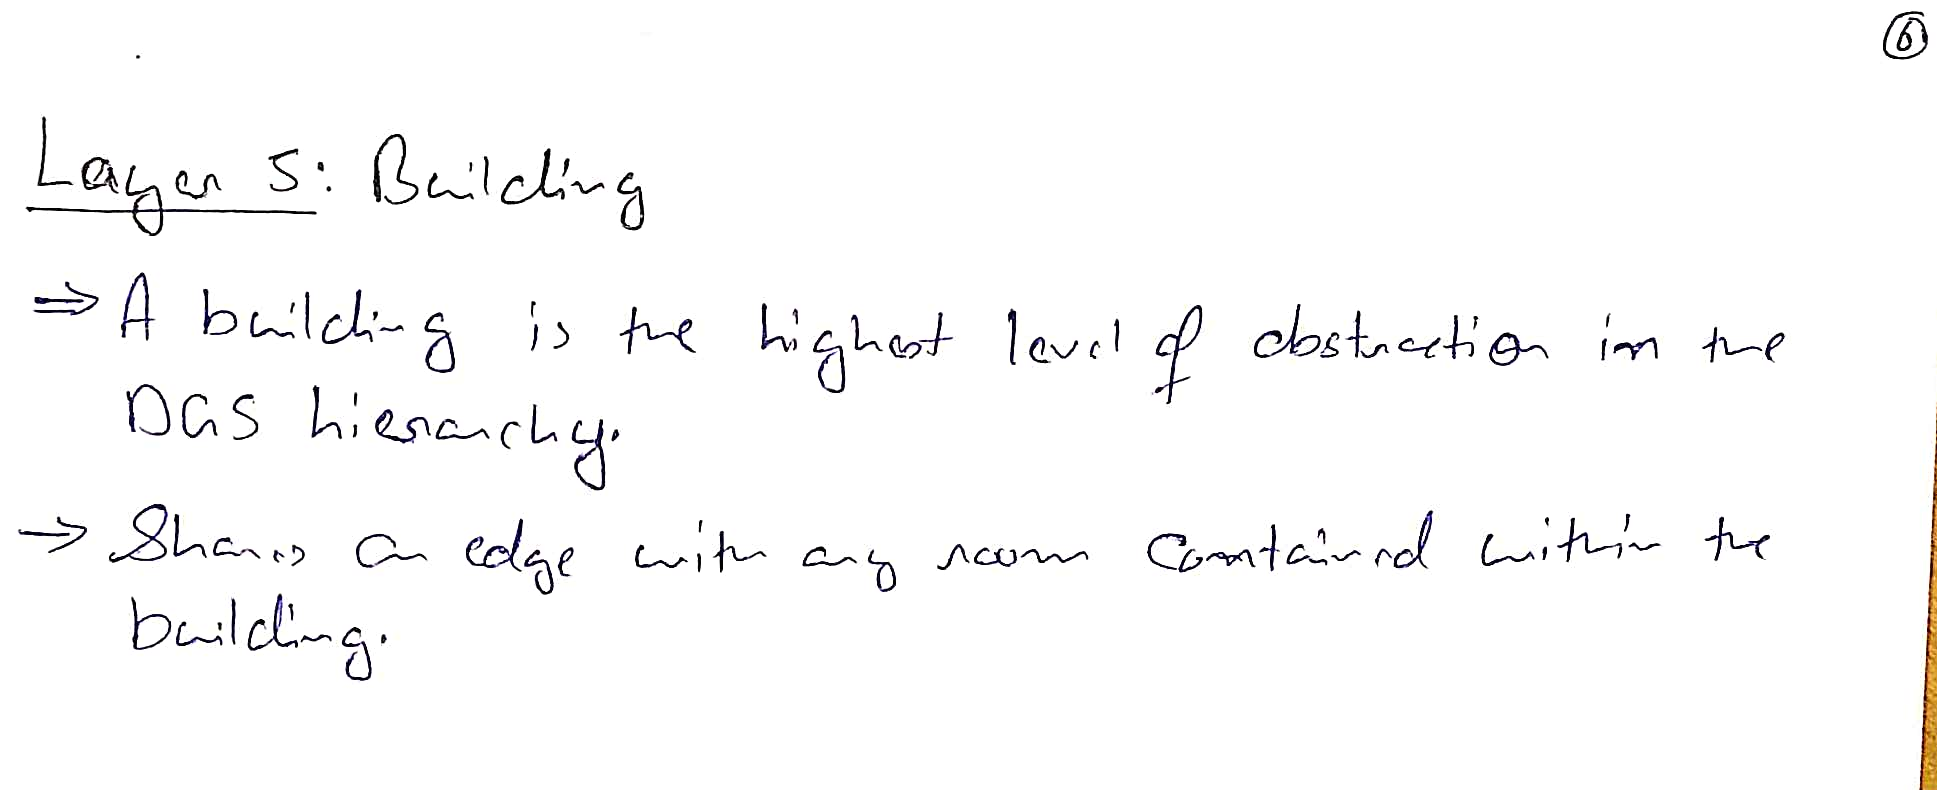 6
Layer 5: Building
⇒ A building is the highest level of abstraction in the
DGS hierarchy.
→ Shares an edge with any room contained within the
building.